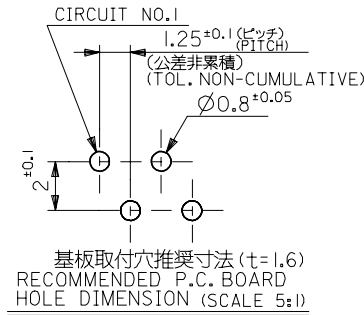 CIRCUIT NO.1
1.25±0.1(ピッチ)
(PITCH)
(公差非累積)
(TOL. NON-CUMULATIVE)
Ø0.8±0.05
2±0.1
基板取付穴推奨寸法(t=1.6)
RECOMMENDED P.C. BOARD
HOLE DIMENSION (SCALE 5:1)